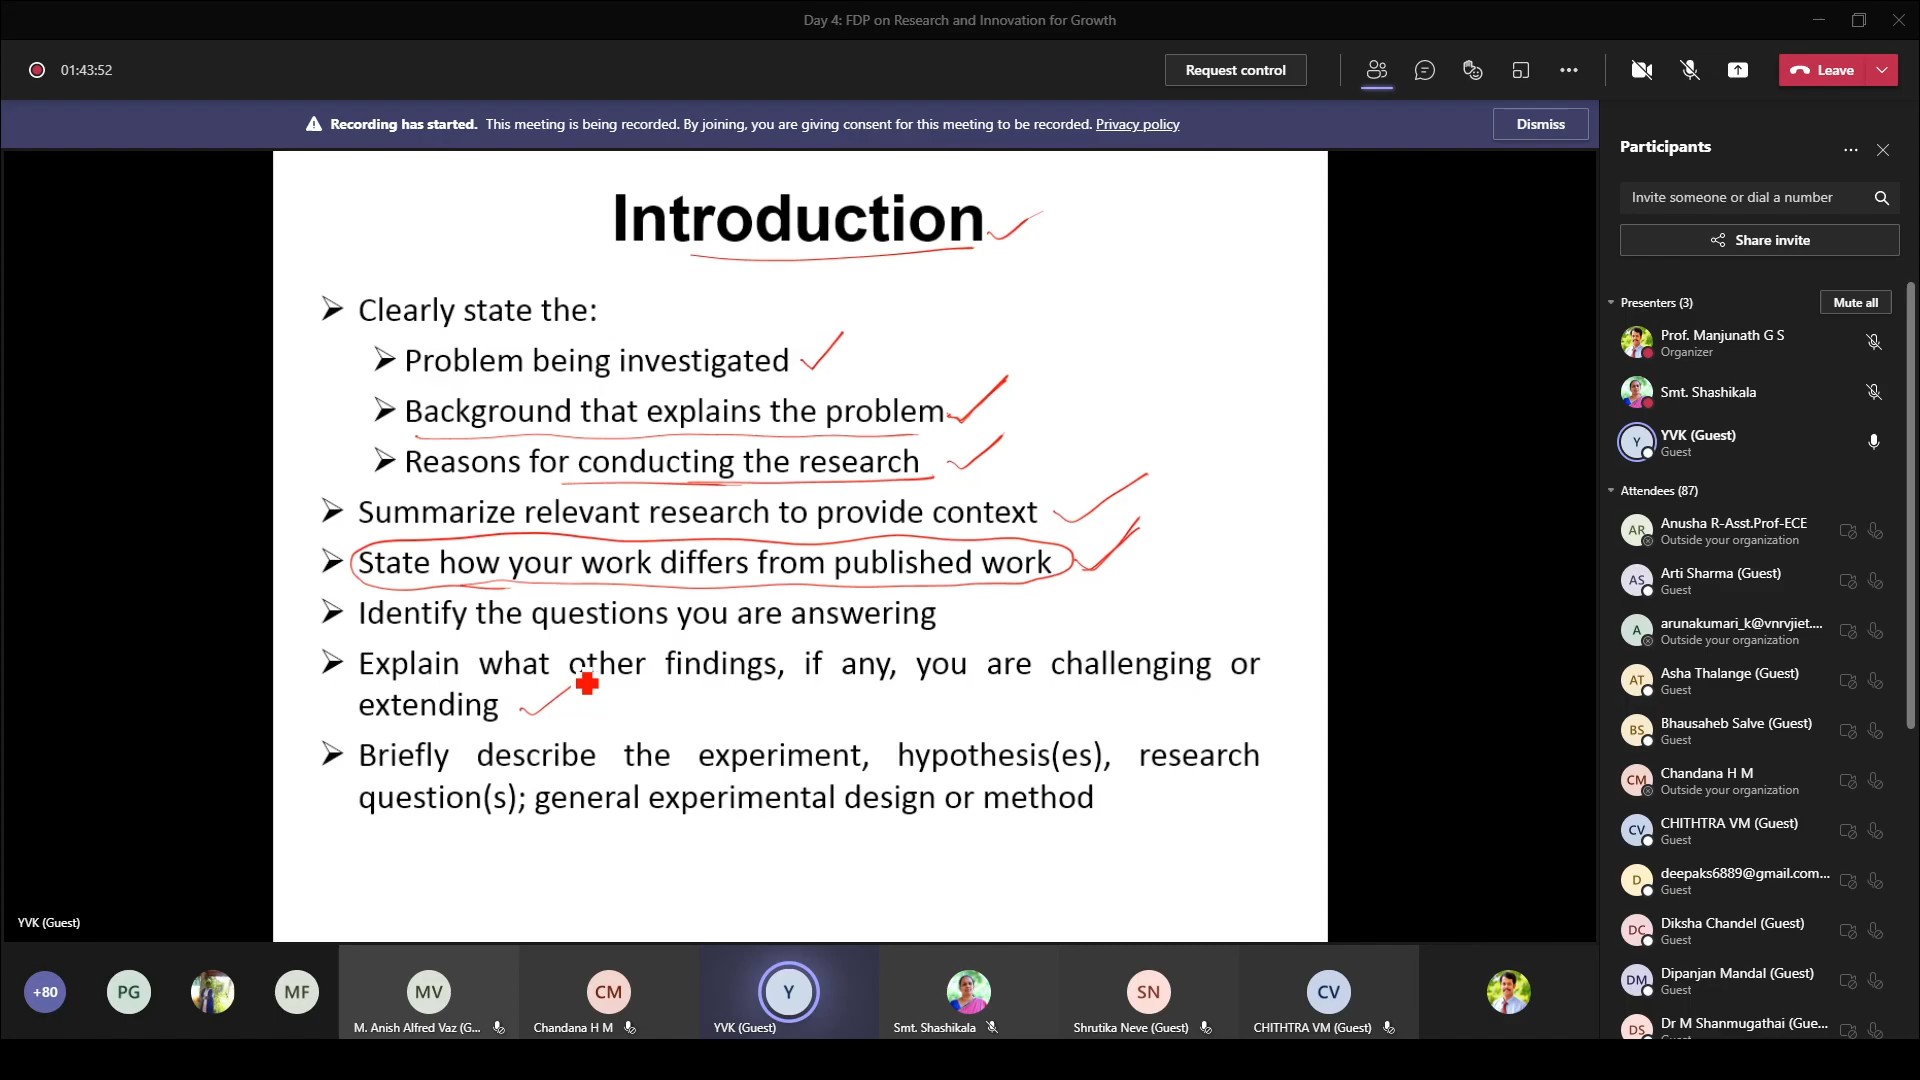 Day 4: FDP on Research and Innovation for Growth
01:43:52
Request control
Leave
Recording has started. This meeting is being recorded. By joining, you are giving consent for this meeting to be recorded. Privacy policy
Dismiss
Introduction
Clearly state the:
Problem being investigated
Background that explains the problem
Reasons for conducting the research
Summarize relevant research to provide context
State how your work differs from published work
Identify the questions you are answering
Explain what other findings, if any, you are challenging or
extending
Briefly describe the experiment, hypothesis(es), research
question(s); general experimental design or method
YVK (Guest)
Participants
Invite someone or dial a number
Share invite
Presenters (3)
Mute all
Prof. Manjunath G S
Organizer
Smt. Shashikala
Y
YVK (Guest)
Guest
Attendees (87)
AR
Anusha R-Asst.Prof-ECE
Outside your organization
AS
Arti Sharma (Guest)
Guest
A
arunakumari_k@vnrvjiet....
Outside your organization
AT
Asha Thalange (Guest)
Guest
BS
Bhausaheb Salve (Guest)
Guest
CM
Chandana H M
Outside your organization
CV
CHITHTRA VM (Guest)
Guest
D
deepaks6889@gmail.com...
Guest
DC
Diksha Chandel (Guest)
Guest
DM
Dipanjan Mandal (Guest)
Guest
DS
Dr M Shanmugathai (Gue...
Guest
+80
PG
MF
MV
M. Anish Alfred Vaz (G...
CM
Chandana H M
Y
YVK (Guest)
Smt. Shashikala
SN
Shrutika Neve (Guest)
CV
CHITHTRA VM (Guest)